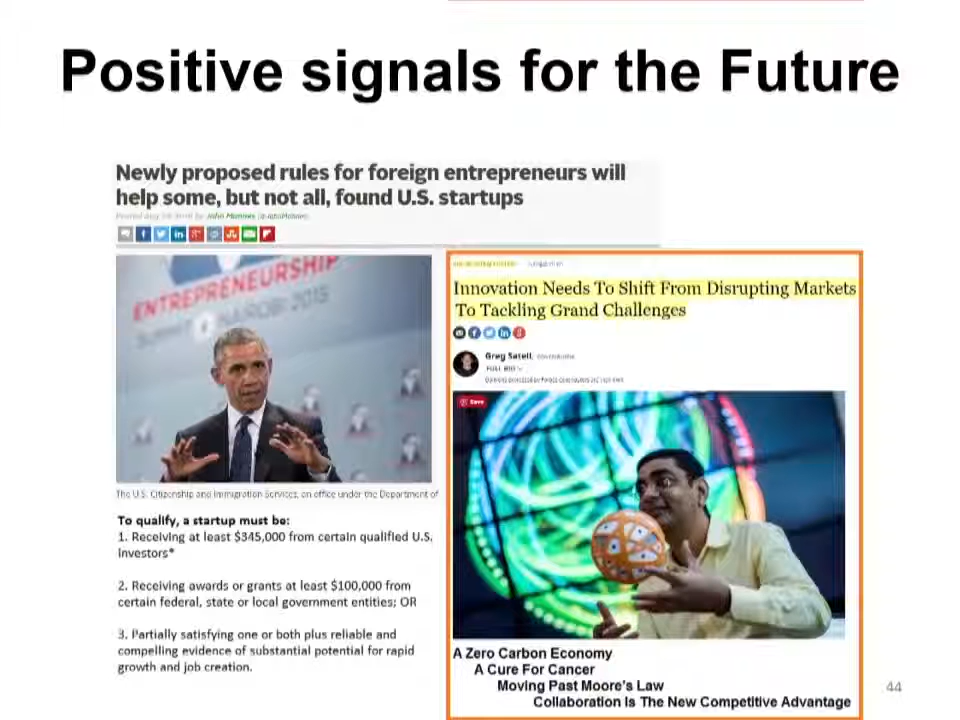 Positive signals for the Future
Newly proposed rules for foreign entrepreneurs will
help some, but not all, found U.S. startups
ENTREPRENEURSHIP
NAIROBI 2015
The U.S. Citizenship and Immigration Services, an office under the Department of
To qualify, a startup must be:
1. Receiving at least $345,000 from certain qualified U.S.
investors*
2. Receiving awards or grants at least $100,000 from
certain federal, state or local government entities; OR
3. Partially satisfying one or both plus reliable and
compelling evidence of substantial potential for rapid
growth and job creation.
Innovation Needs To Shift From Disrupting Markets
To Tackling Grand Challenges
Greg Satell,
FULL BIO
Save
A Zero Carbon Economy
A Cure For Cancer
Moving Past Moore's Law
Collaboration Is The New Competitive Advantage
44